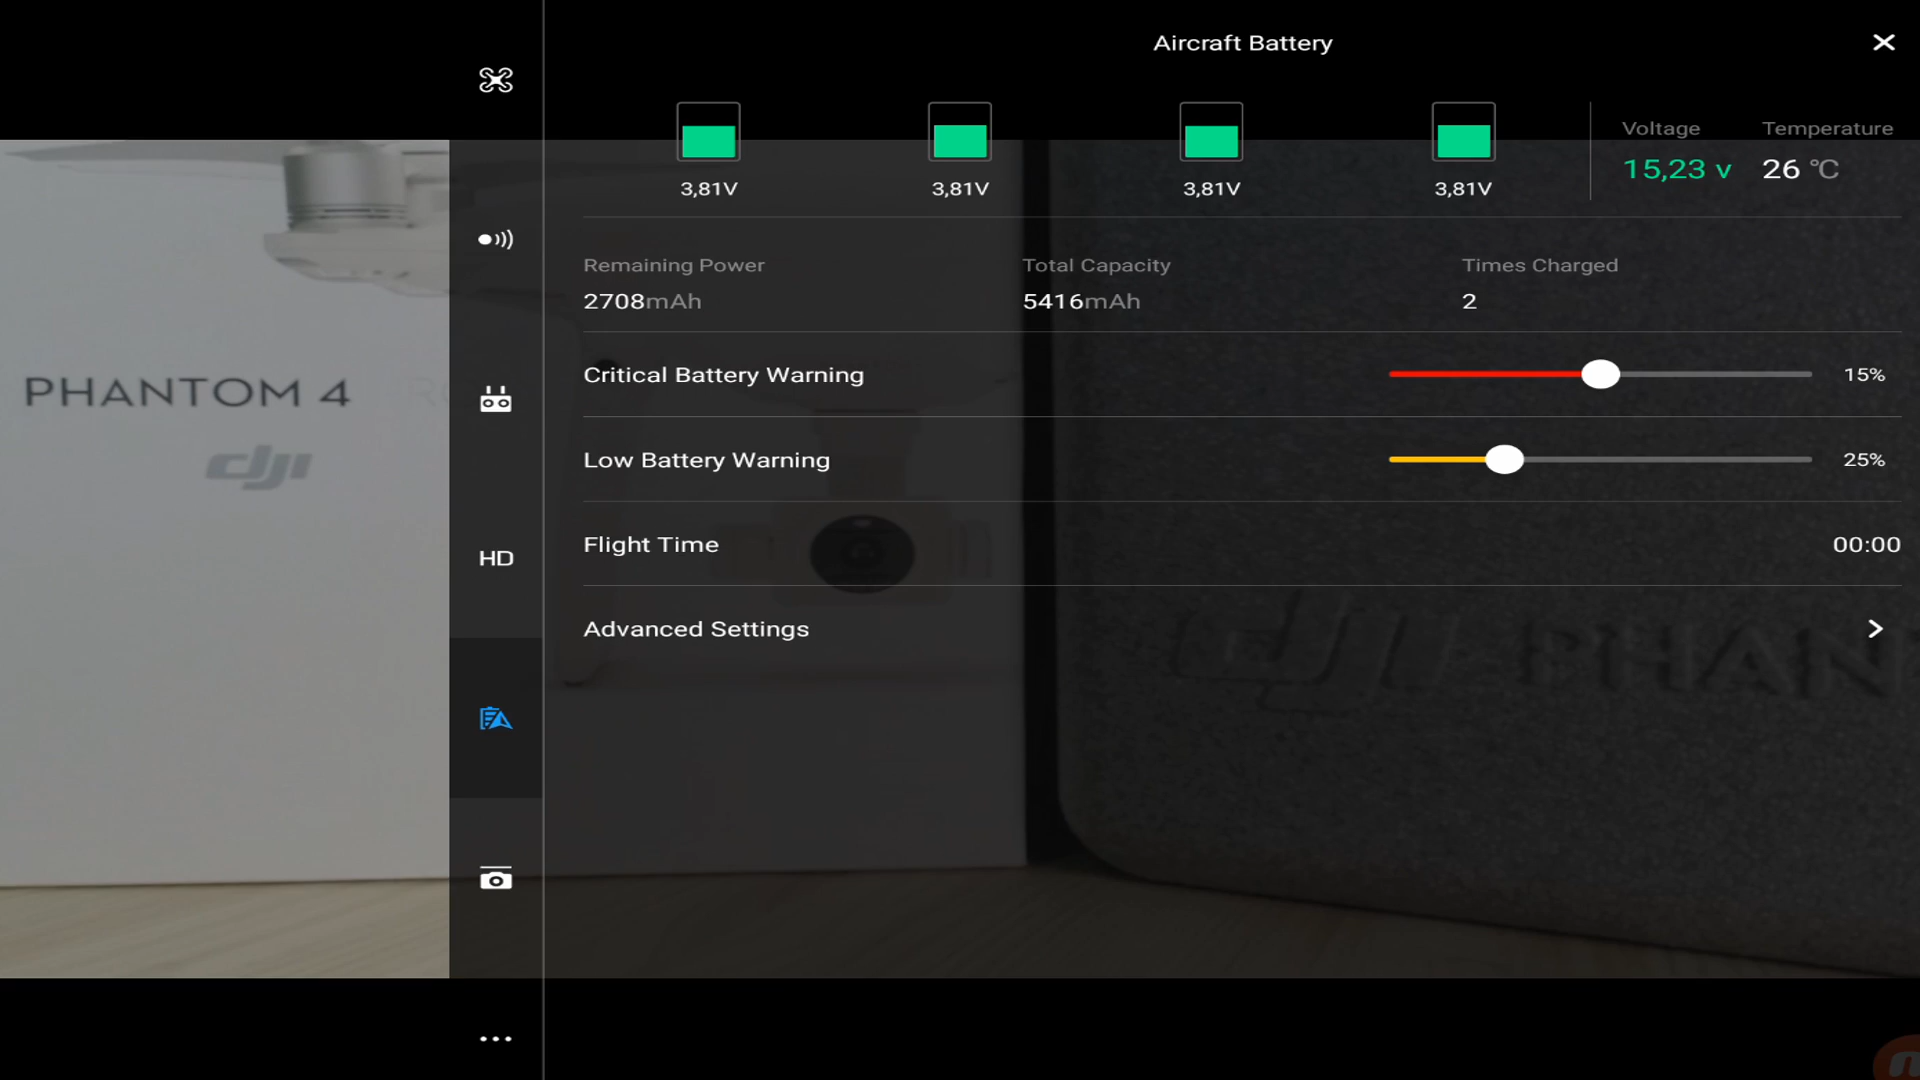 Aircraft Battery
Voltage Temperature
15,23 v 26 °C
3,81V 3,81V 3,81V 3,81V
Remaining Power Total Capacity Times Charged
2708mAh 5416mAh 2
Critical Battery Warning 15%
PHANTOM 4
dji
Low Battery Warning 25%
Flight Time 00:00
HD
Advanced Settings
dji PHAN